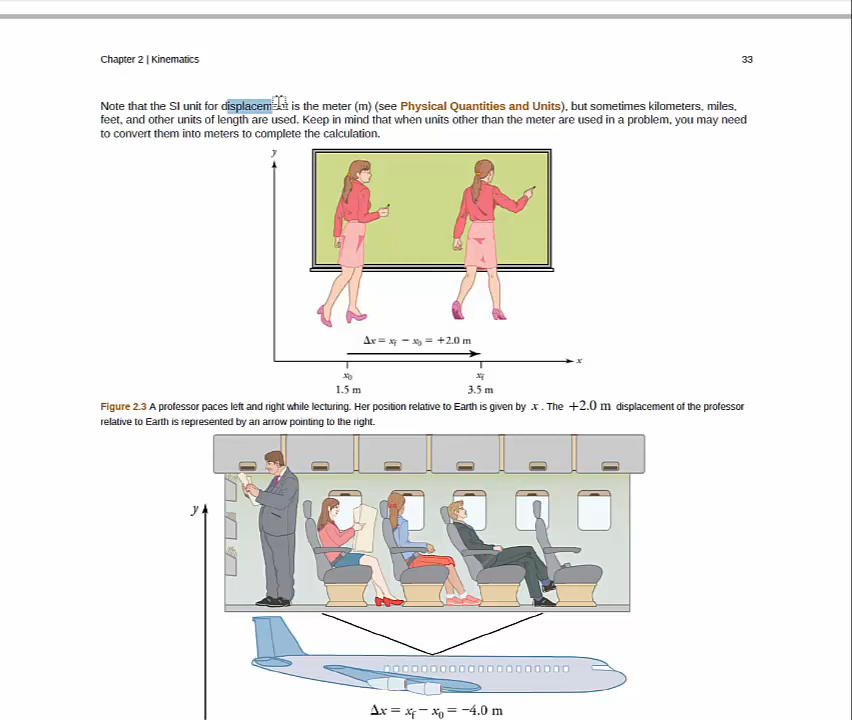 Chapter 2 | Kinematics 33
Note that the SI unit for displacement is the meter (m) (see Physical Quantities and Units), but sometimes kilometers, miles,
feet, and other units of length are used. Keep in mind that when units other than the meter are used in a problem, you may need
to convert them into meters to complete the calculation.
y
Δx = xf − x0 = +2.0 m
x
x0 xf
1.5 m 3.5 m
Figure 2.3 A professor paces left and right while lecturing. Her position relative to Earth is given by x . The +2.0 m displacement of the professor
relative to Earth is represented by an arrow pointing to the right.
y
Δx = xf − x0 = −4.0 m